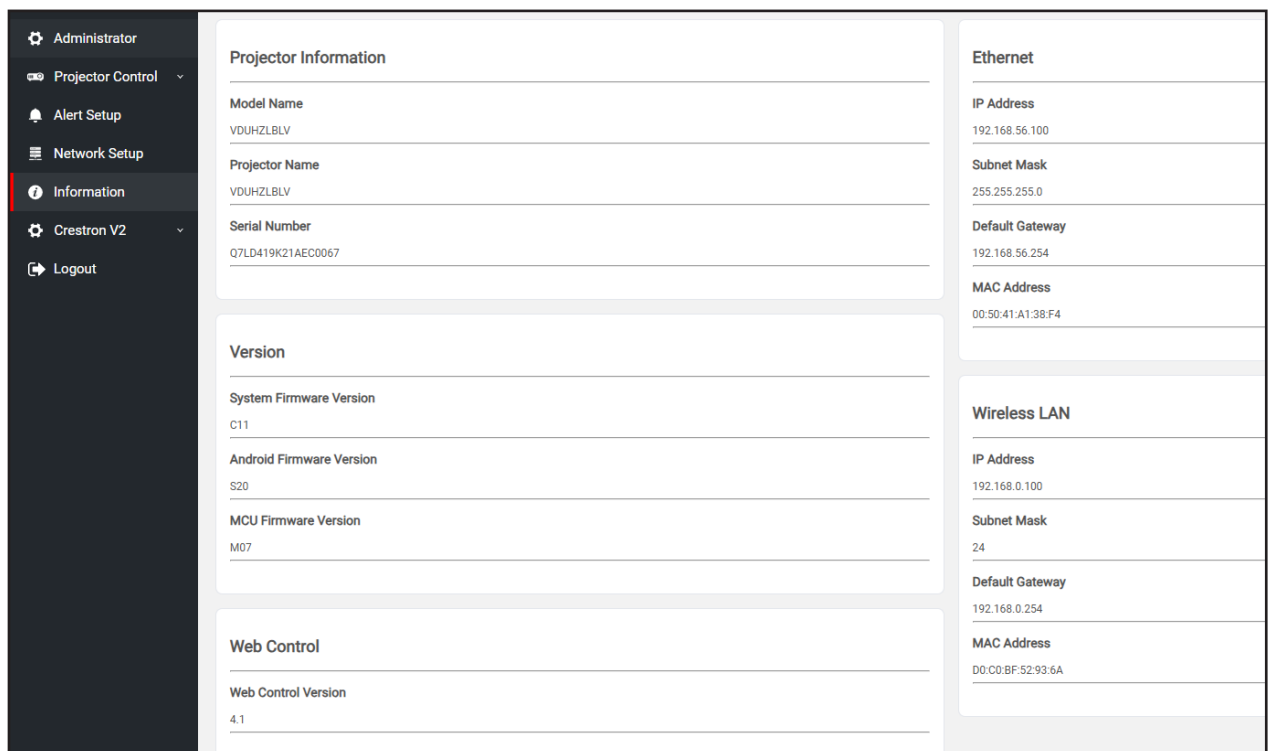 Administrator
Projector Control
Alert Setup
Network Setup
Information
Crestron V2
Logout
Projector Information
Model Name
VDUHZLBLV
Projector Name
VDUHZLBLV
Serial Number
Q7LD419K21AEC0067
Version
System Firmware Version
C11
Android Firmware Version
S20
MCU Firmware Version
M07
Web Control
Web Control Version
4.1
Ethernet
IP Address
192.168.56.100
Subnet Mask
255.255.255.0
Default Gateway
192.168.56.254
MAC Address
00:50:41:A1:38:F4
Wireless LAN
IP Address
192.168.0.100
Subnet Mask
24
Default Gateway
192.168.0.254
MAC Address
D0:C0:BF:52:93:6A